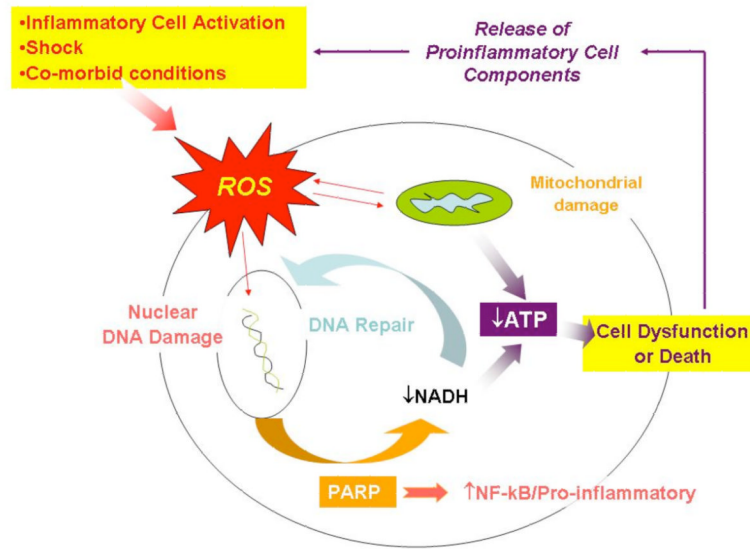 •Inflammatory Cell Activation
•Shock
•Co-morbid conditions
Release of
Proinflammatory Cell
Components
ROS
Mitochondrial
damage
Nuclear
DNA Damage
DNA Repair
↓ATP
Cell Dysfunction
or Death
↓NADH
PARP
↑NF-kB/Pro-inflammatory